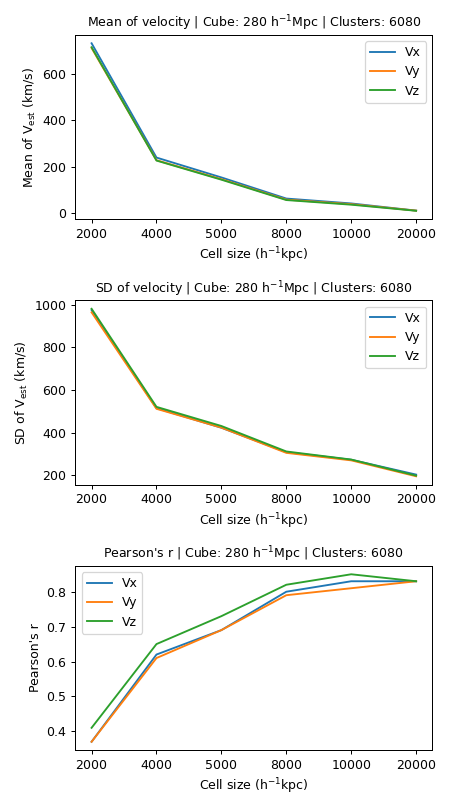 Mean of velocity | Cube: 280 h⁻¹Mpc | Clusters: 6080
Mean of V_est (km/s)
600
400
200
0
Vx
Vy
Vz
2000 4000 5000 8000 10000 20000
Cell size (h⁻¹kpc)
SD of velocity | Cube: 280 h⁻¹Mpc | Clusters: 6080
SD of V_est (km/s)
1000
800
600
400
200
Vx
Vy
Vz
2000 4000 5000 8000 10000 20000
Cell size (h⁻¹kpc)
Pearson's r | Cube: 280 h⁻¹Mpc | Clusters: 6080
Pearson's r
0.8
0.7
0.6
0.5
0.4
Vx
Vy
Vz
2000 4000 5000 8000 10000 20000
Cell size (h⁻¹kpc)